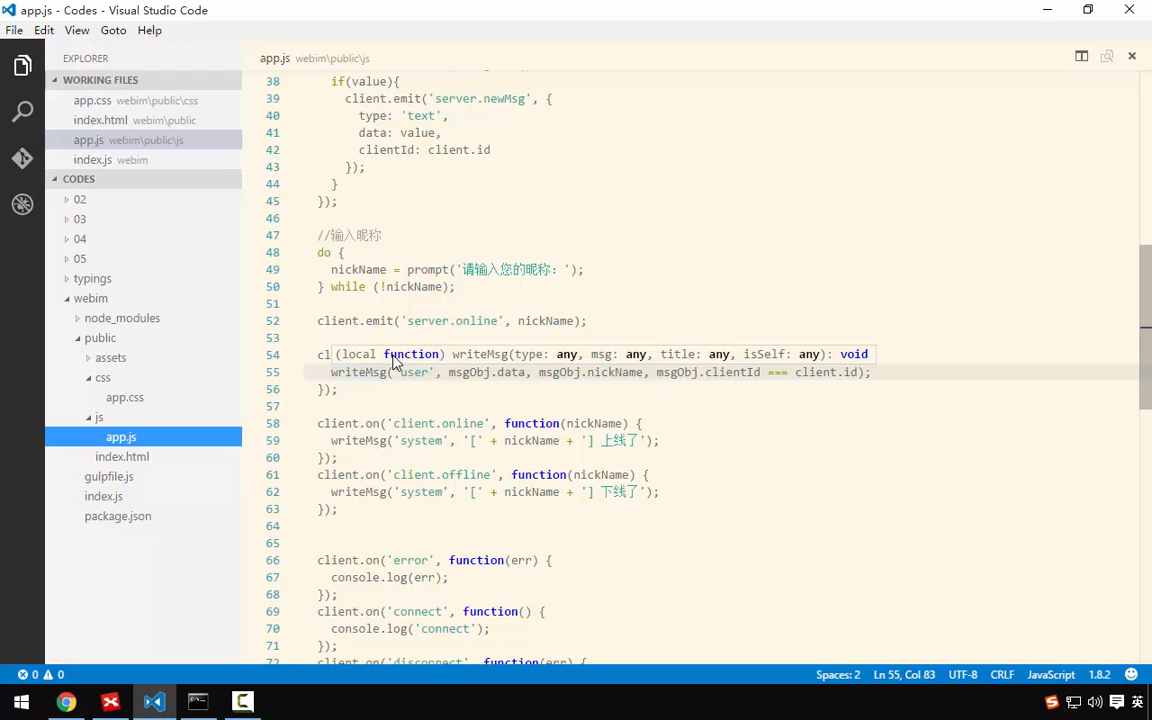 app.js - Codes - Visual Studio Code
File Edit View Goto Help
EXPLORER
WORKING FILES
app.css webim\public\css
index.html webim\public
app.js webim\public\js
index.js webim
CODES
02
03
04
05
typings
webim
node_modules
public
assets
css
app.css
js
app.js
index.html
gulpfile.js
index.js
package.json
app.js webim\public\js
38 if(value){
39 client.emit('server.newMsg', {
40 type: 'text',
41 data: value,
42 clientId: client.id
43 });
44 }
45 });
46
47 //输入昵称
48 do {
49 nickName = prompt('请输入您的昵称: ');
50 } while (!nickName);
51
52 client.emit('server.online', nickName);
53
(local function) writeMsg(type: any, msg: any, title: any, isSelf: any): void
54 cl
55 writeMsg('user', msgObj.data, msgObj.nickName, msgObj.clientId === client.id);
56 });
57
58 client.on('client.online', function(nickName) {
59 writeMsg('system', '[' + nickName + '] 上线了');
60 });
61 client.on('client.offline', function(nickName) {
62 writeMsg('system', '[' + nickName + '] 下线了');
63 });
64
65
66 client.on('error', function(err) {
67 console.log(err);
68 });
69 client.on('connect', function() {
70 console.log('connect');
71 });
72 client.on('disconnect', function(err) {
0 0
Spaces: 2 Ln 55, Col 83 UTF-8 CRLF JavaScript 1.8.2
英